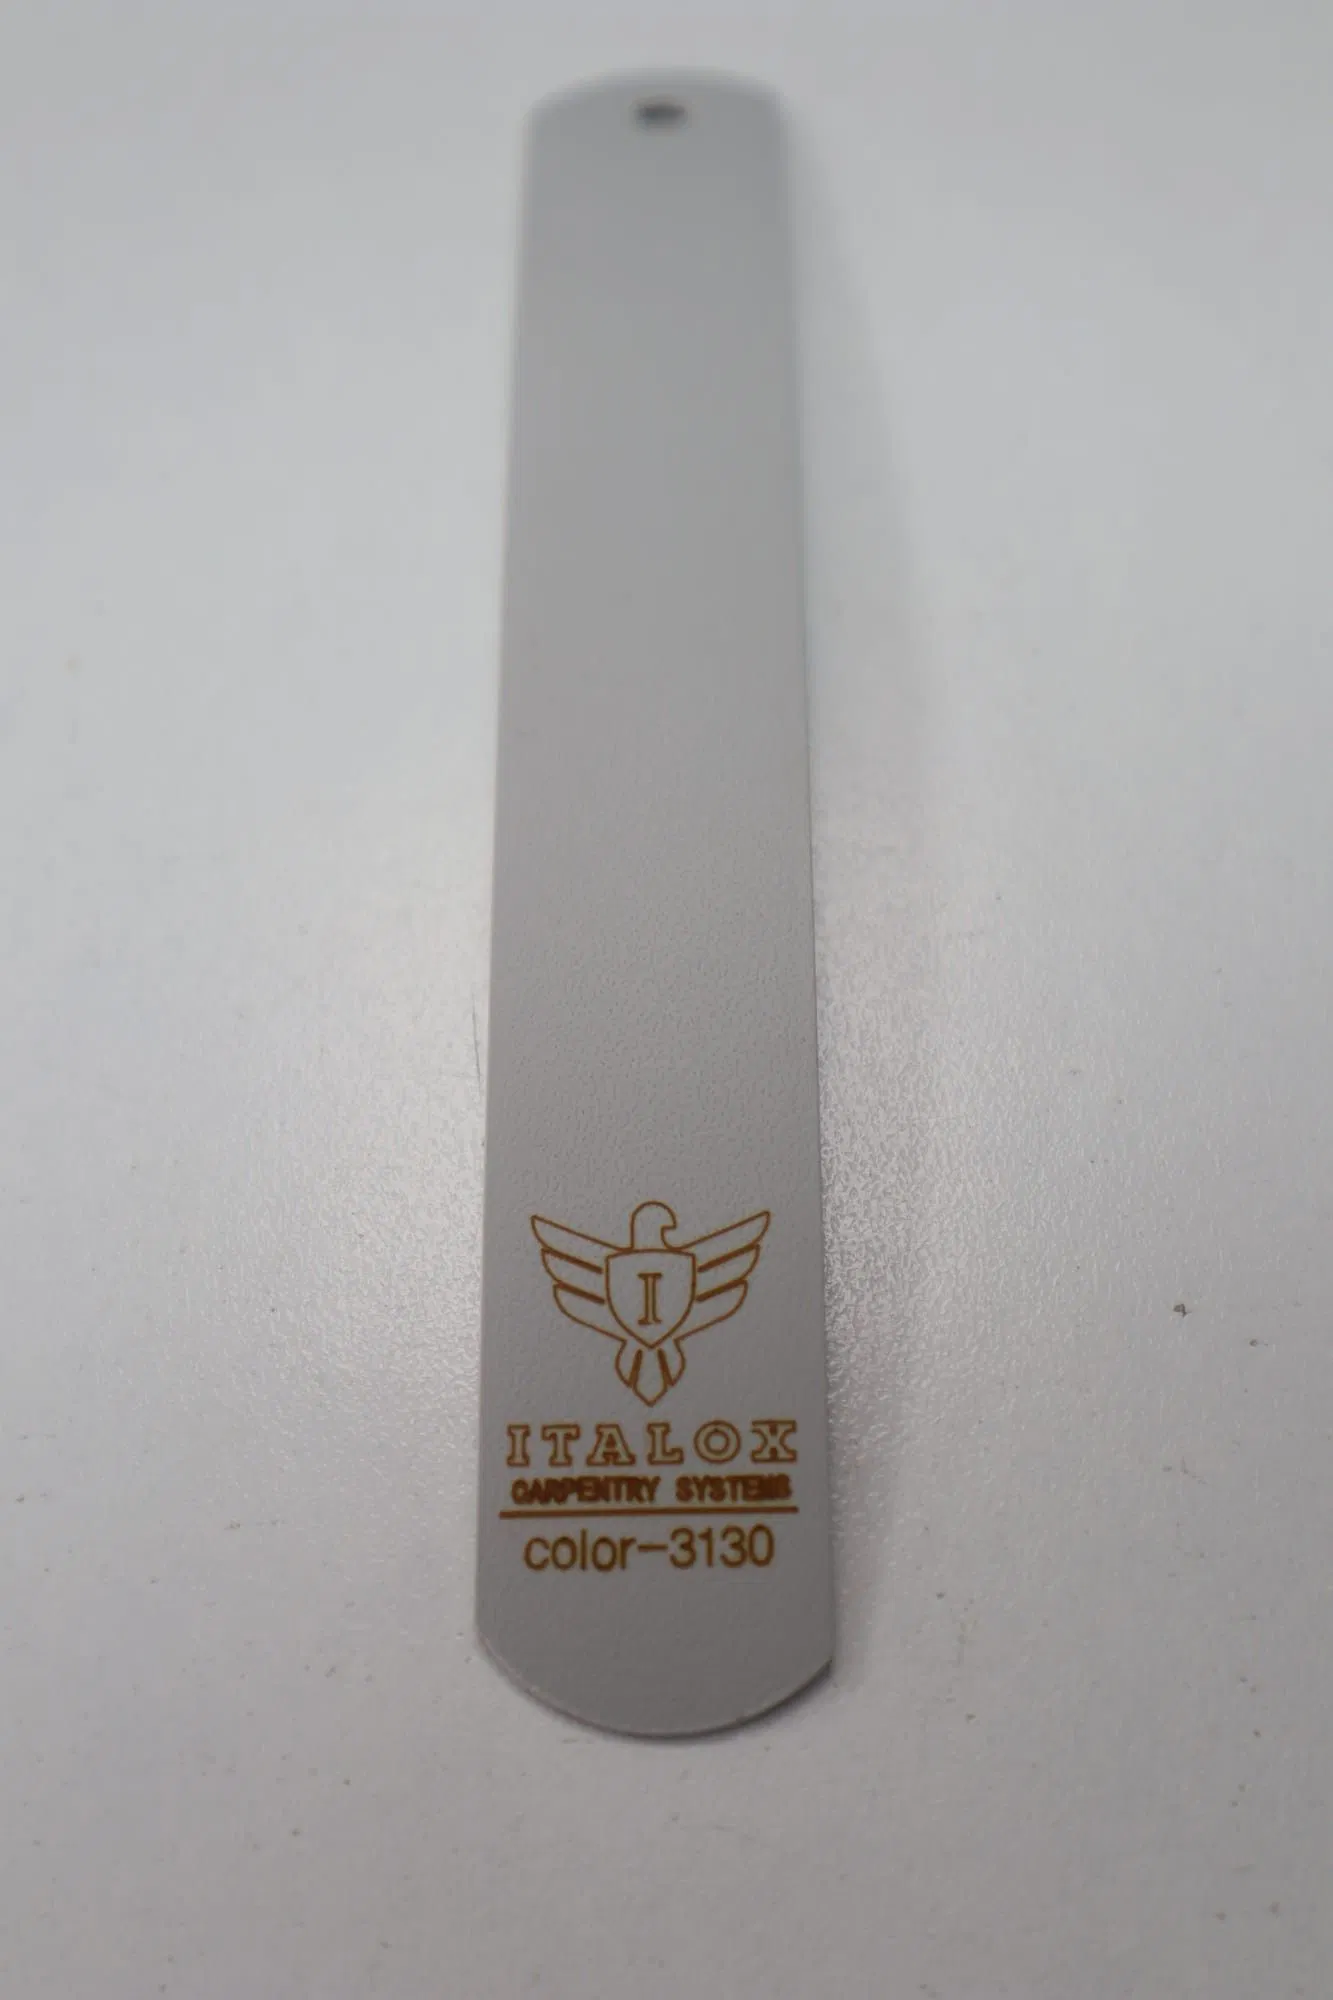 I
ITALOX
CARPENTRY SYSTEMS
color-3130